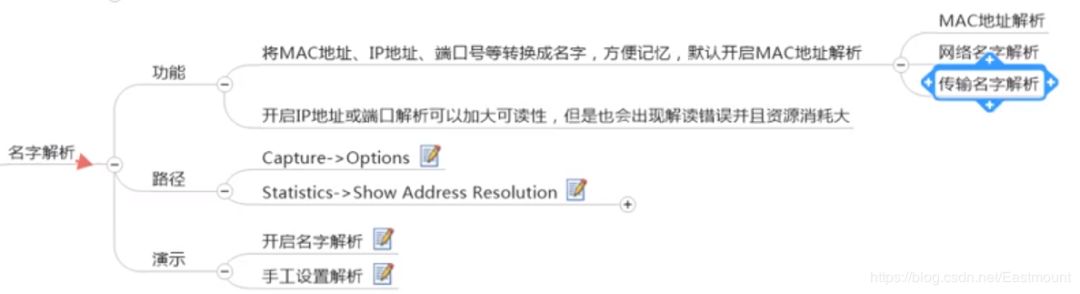 名字解析
功能
将MAC地址、IP地址、端口号等转换成名字，方便记忆，默认开启MAC地址解析
MAC地址解析
网络名字解析
传输名字解析
开启IP地址或端口解析可以加大可读性，但是也会出现解读错误并且资源消耗大
路径
Capture->Options
Statistics->Show Address Resolution
演示
开启名字解析
手工设置解析
https://blog.csdn.net/Eastmount